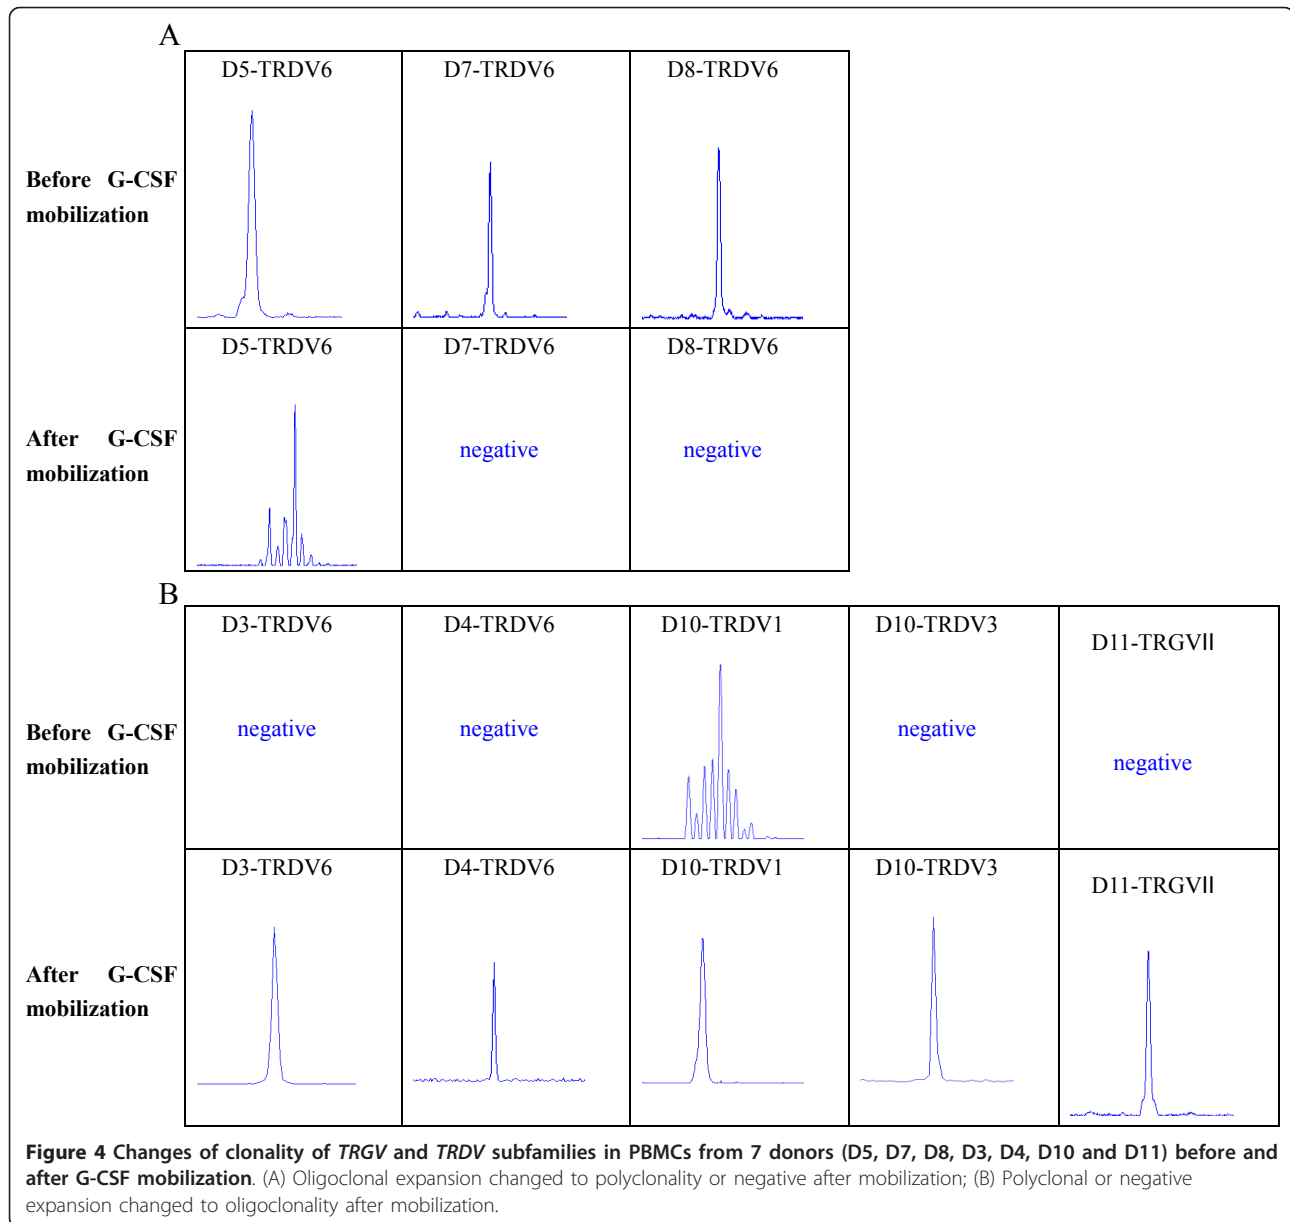 A
D5-TRDV6 D7-TRDV6 D8-TRDV6
Before G-CSF
mobilization
D5-TRDV6 D7-TRDV6 D8-TRDV6
After G-CSF
mobilization
negative negative
B
D3-TRDV6 D4-TRDV6 D10-TRDV1 D10-TRDV3 D11-TRGVII
Before G-CSF
mobilization
negative negative negative negative
D3-TRDV6 D4-TRDV6 D10-TRDV1 D10-TRDV3 D11-TRGVII
After G-CSF
mobilization
Figure 4 Changes of clonality of TRGV and TRDV subfamilies in PBMCs from 7 donors (D5, D7, D8, D3, D4, D10 and D11) before and
after G-CSF mobilization. (A) Oligoclonal expansion changed to polyclonality or negative after mobilization; (B) Polyclonal or negative
expansion changed to oligoclonality after mobilization.